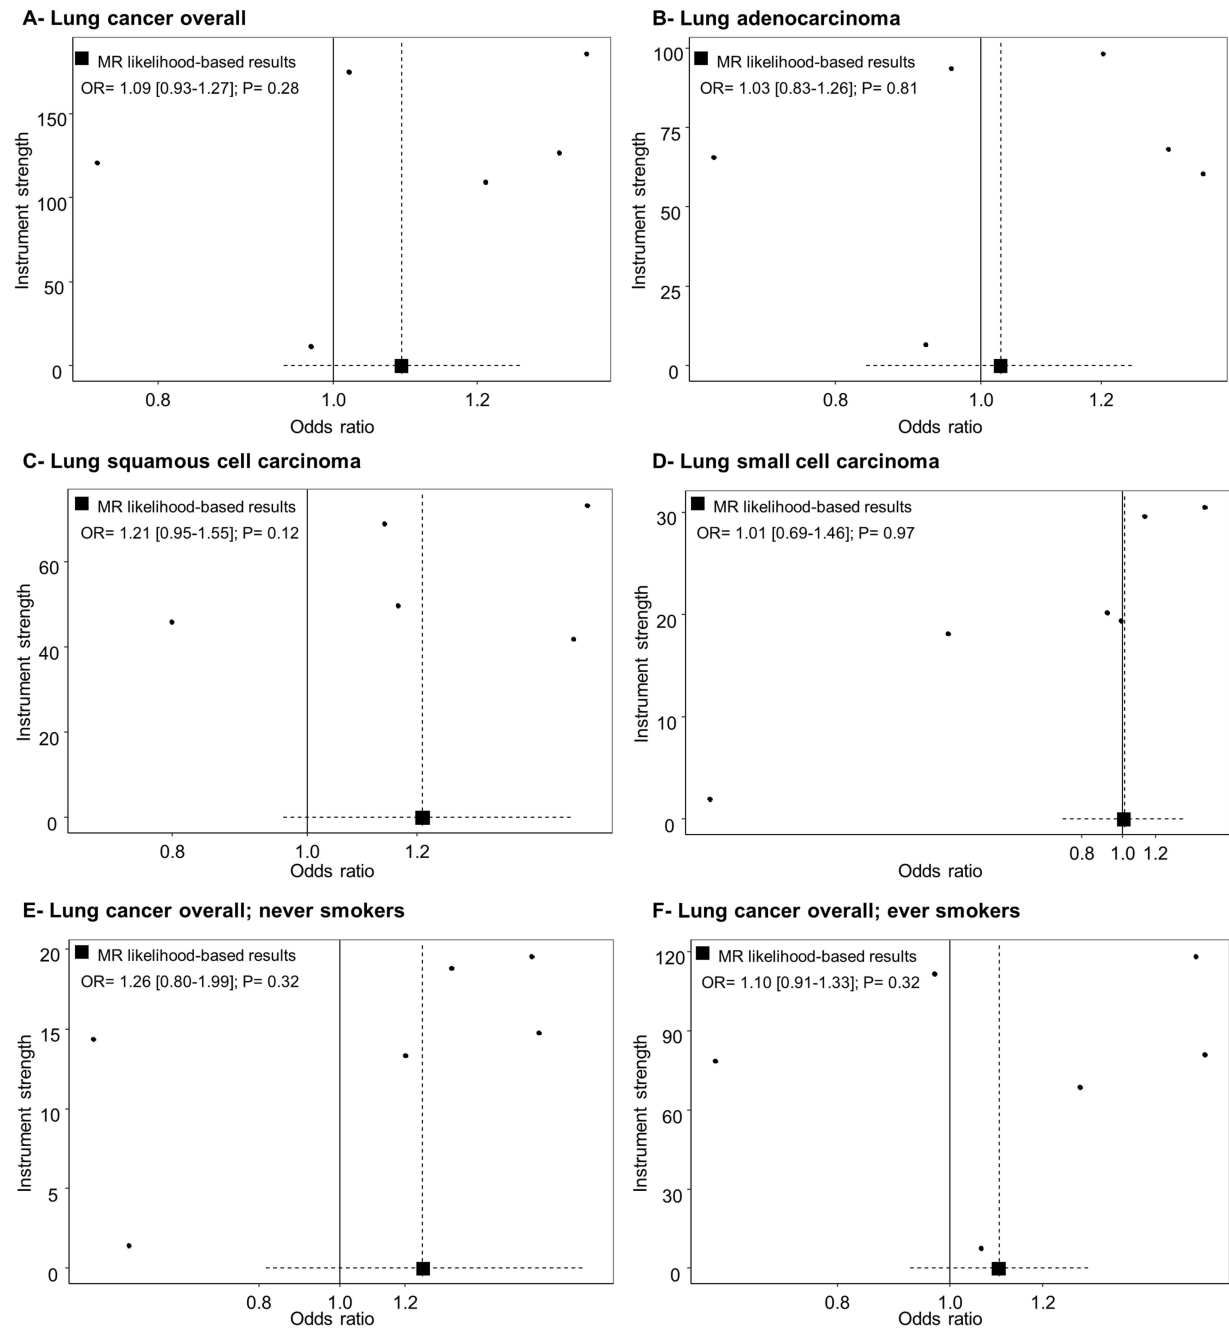 A- Lung cancer overall
MR likelihood-based results
OR= 1.09 [0.93-1.27]; P= 0.28
Instrument strength
150
100
50
0
0.8 1.0 1.2
Odds ratio
B- Lung adenocarcinoma
MR likelihood-based results
OR= 1.03 [0.83-1.26]; P= 0.81
Instrument strength
100
75
50
25
0
0.8 1.0 1.2
Odds ratio
C- Lung squamous cell carcinoma
MR likelihood-based results
OR= 1.21 [0.95-1.55]; P= 0.12
Instrument strength
60
40
20
0
0.8 1.0 1.2
Odds ratio
D- Lung small cell carcinoma
MR likelihood-based results
OR= 1.01 [0.69-1.46]; P= 0.97
Instrument strength
30
20
10
0
0.8 1.0 1.2
Odds ratio
E- Lung cancer overall; never smokers
MR likelihood-based results
OR= 1.26 [0.80-1.99]; P= 0.32
Instrument strength
20
15
10
5
0
0.8 1.0 1.2
Odds ratio
F- Lung cancer overall; ever smokers
MR likelihood-based results
OR= 1.10 [0.91-1.33]; P= 0.32
Instrument strength
120
90
60
30
0
0.8 1.0 1.2
Odds ratio